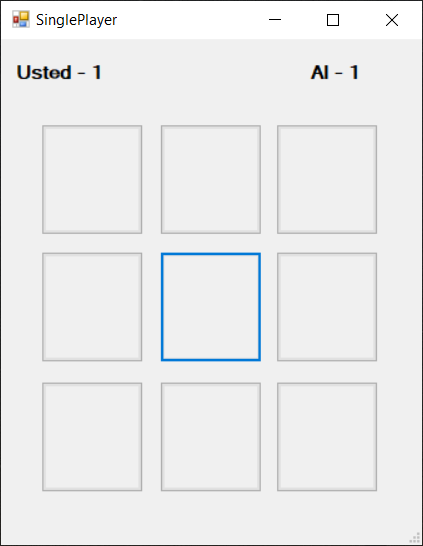 SinglePlayer
Usted - 1
AI - 1